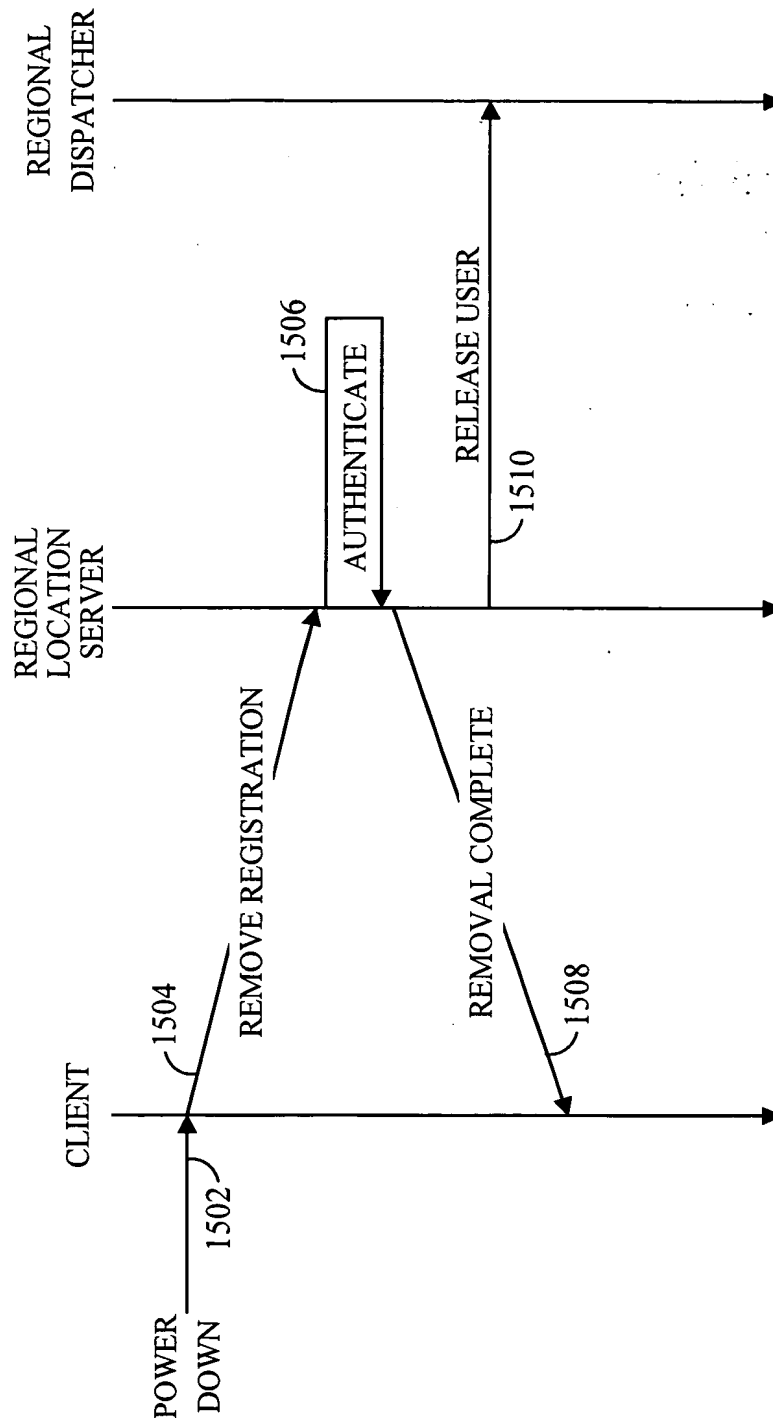 CLIENT
REGIONAL
LOCATION
SERVER
REGIONAL
DISPATCHER
POWER
DOWN
1502
1504
REMOVE REGISTRATION
1506
AUTHENTICATE
REMOVAL COMPLETE
1508
RELEASE USER
1510